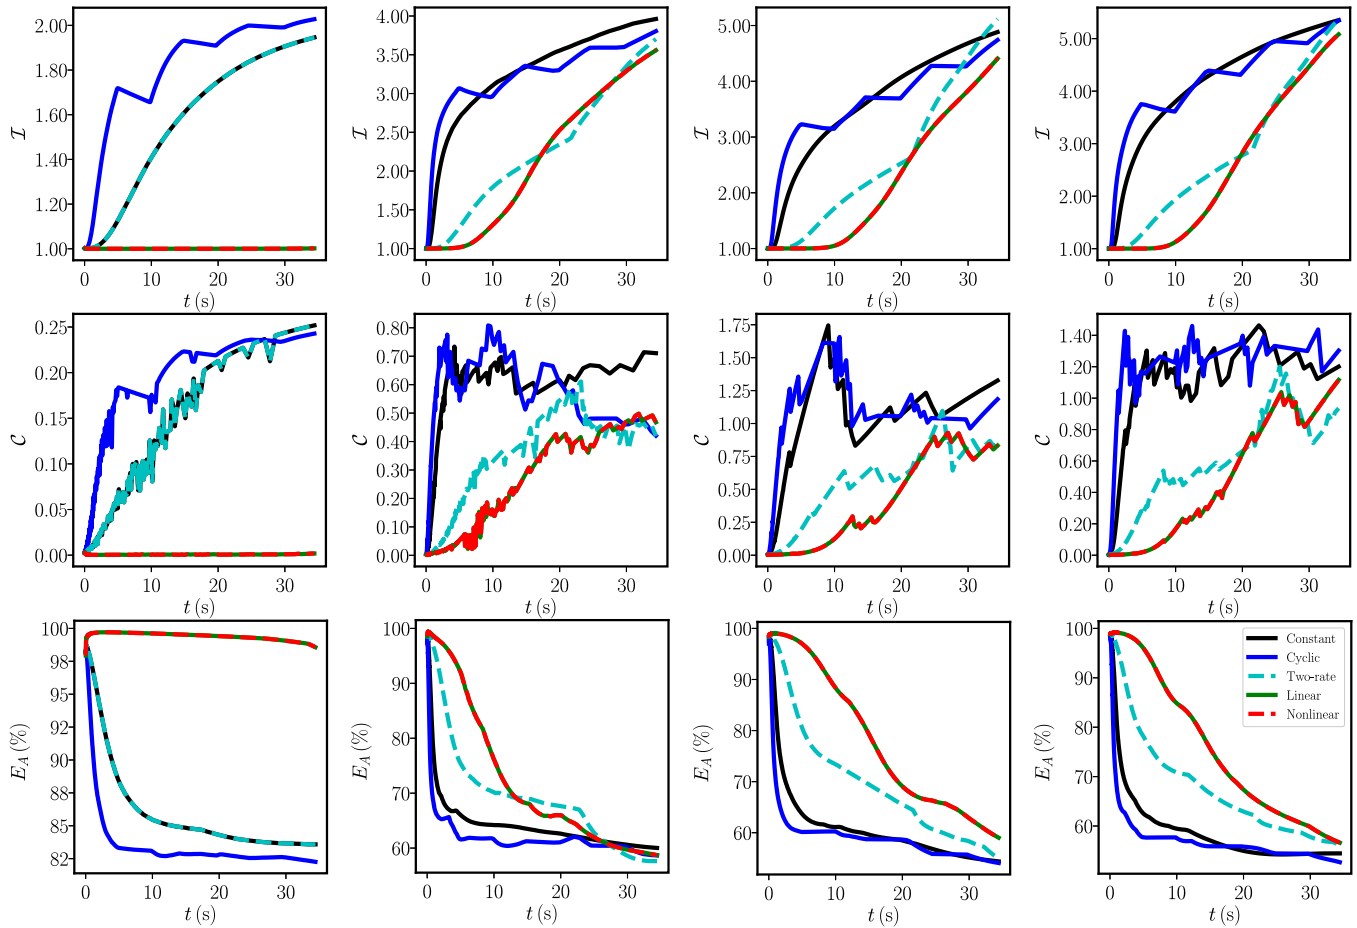 2.00
1.80
1.60
1.40
1.20
1.00
ℐ
0 10 20 30
t (s)
4.00
3.50
3.00
2.50
2.00
1.50
1.00
ℐ
0 10 20 30
t (s)
5.00
4.00
3.00
2.00
1.00
ℐ
0 10 20 30
t (s)
5.00
4.00
3.00
2.00
1.00
ℐ
0 10 20 30
t (s)
0.25
0.20
0.15
0.10
0.05
0.00
𝒞
0 10 20 30
t (s)
0.80
0.70
0.60
0.50
0.40
0.30
0.20
0.10
0.00
𝒞
0 10 20 30
t (s)
1.75
1.50
1.25
1.00
0.75
0.50
0.25
0.00
𝒞
0 10 20 30
t (s)
1.40
1.20
1.00
0.80
0.60
0.40
0.20
0.00
𝒞
0 10 20 30
t (s)
100
98
95
92
90
88
85
82
E_A (%)
0 10 20 30
t (s)
100
90
80
70
60
E_A (%)
0 10 20 30
t (s)
100
90
80
70
60
E_A (%)
0 10 20 30
t (s)
100
90
80
70
60
E_A (%)
0 10 20 30
t (s)
Constant
Cyclic
Two-rate
Linear
Nonlinear